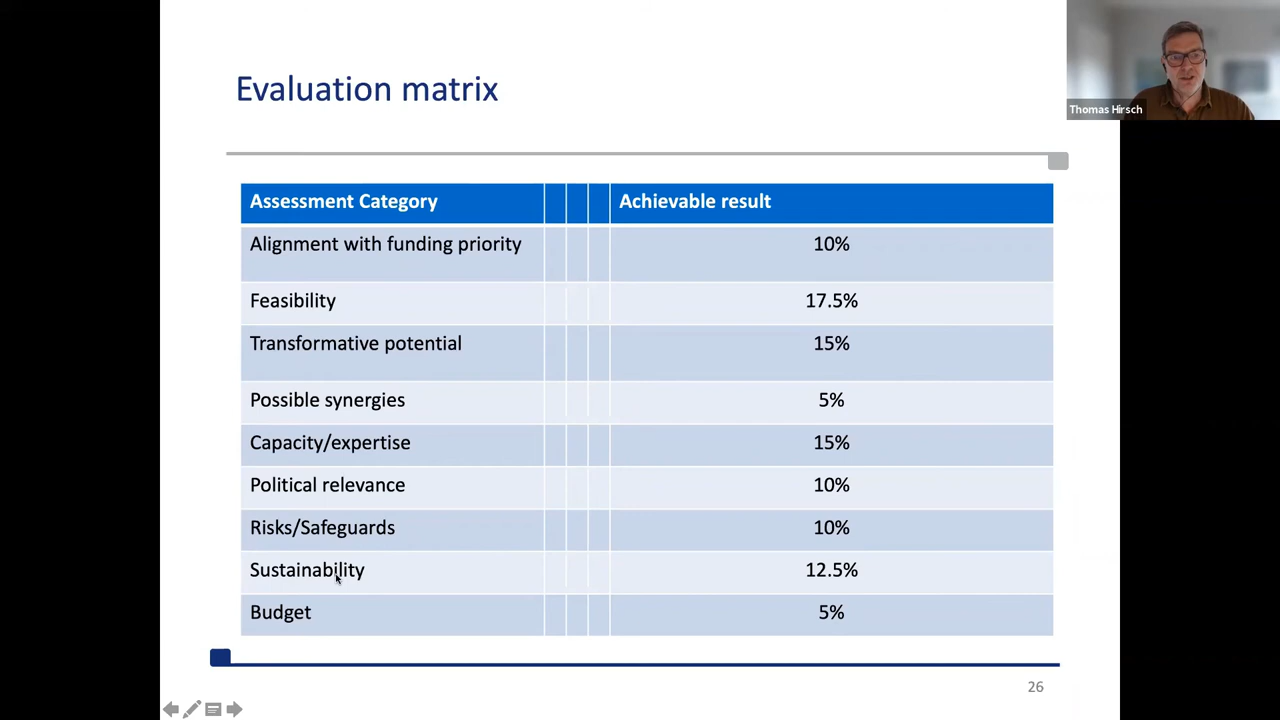 Evaluation matrix
Thomas Hirsch
Assessment Category Achievable result
Alignment with funding priority 10%
Feasibility 17.5%
Transformative potential 15%
Possible synergies 5%
Capacity/expertise 15%
Political relevance 10%
Risks/Safeguards 10%
Sustainability 12.5%
Budget 5%
26